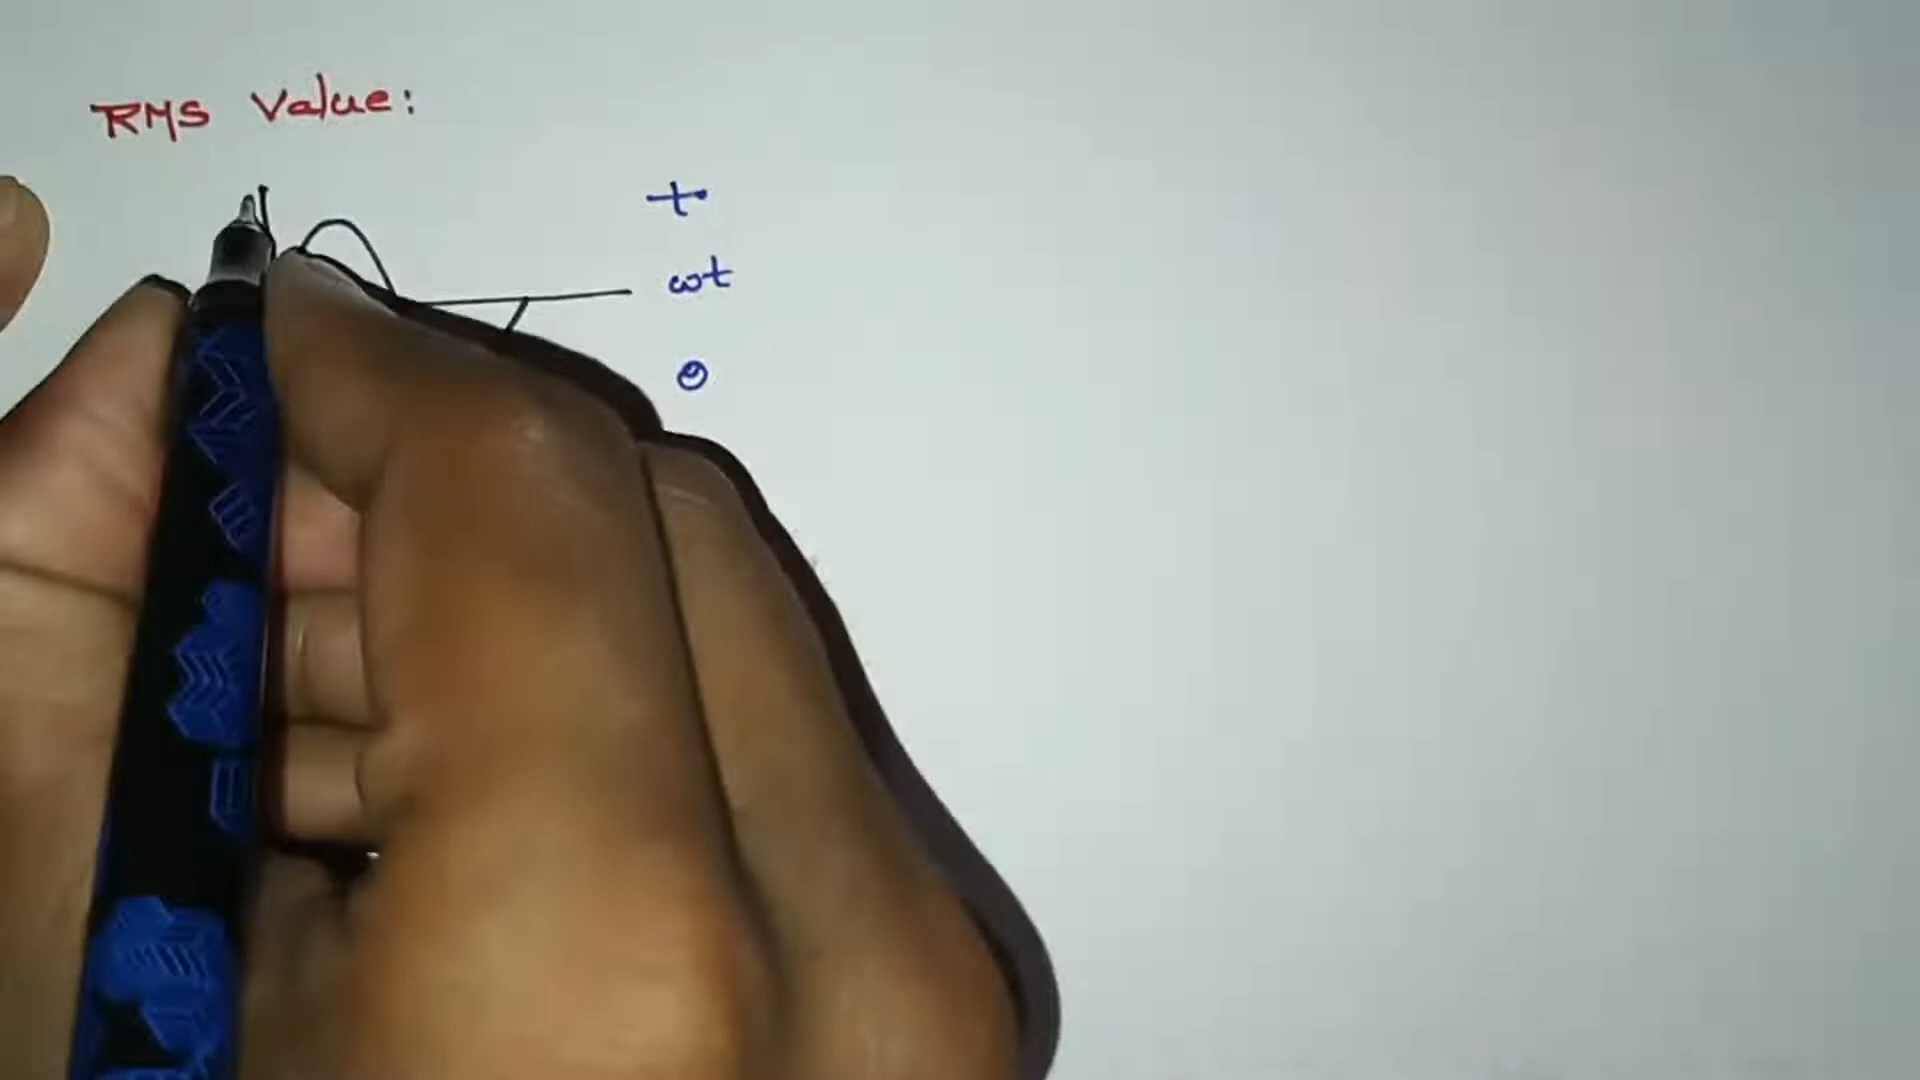 RMS Value:
t
ωt
θ